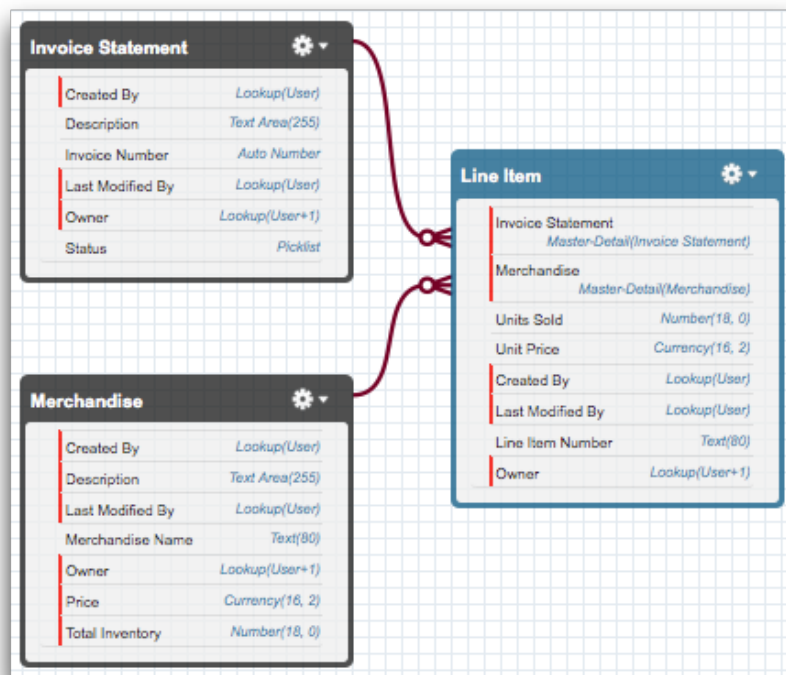 Invoice Statement
Created By Lookup(User)
Description Text Area(255)
Invoice Number Auto Number
Last Modified By Lookup(User)
Owner Lookup(User+1)
Status Picklist
Line Item
Invoice Statement
Master-Detail(Invoice Statement)
Merchandise
Master-Detail(Merchandise)
Units Sold Number(18, 0)
Unit Price Currency(16, 2)
Created By Lookup(User)
Last Modified By Lookup(User)
Line Item Number Text(80)
Owner Lookup(User+1)
Merchandise
Created By Lookup(User)
Description Text Area(255)
Last Modified By Lookup(User)
Merchandise Name Text(80)
Owner Lookup(User+1)
Price Currency(16, 2)
Total Inventory Number(18, 0)